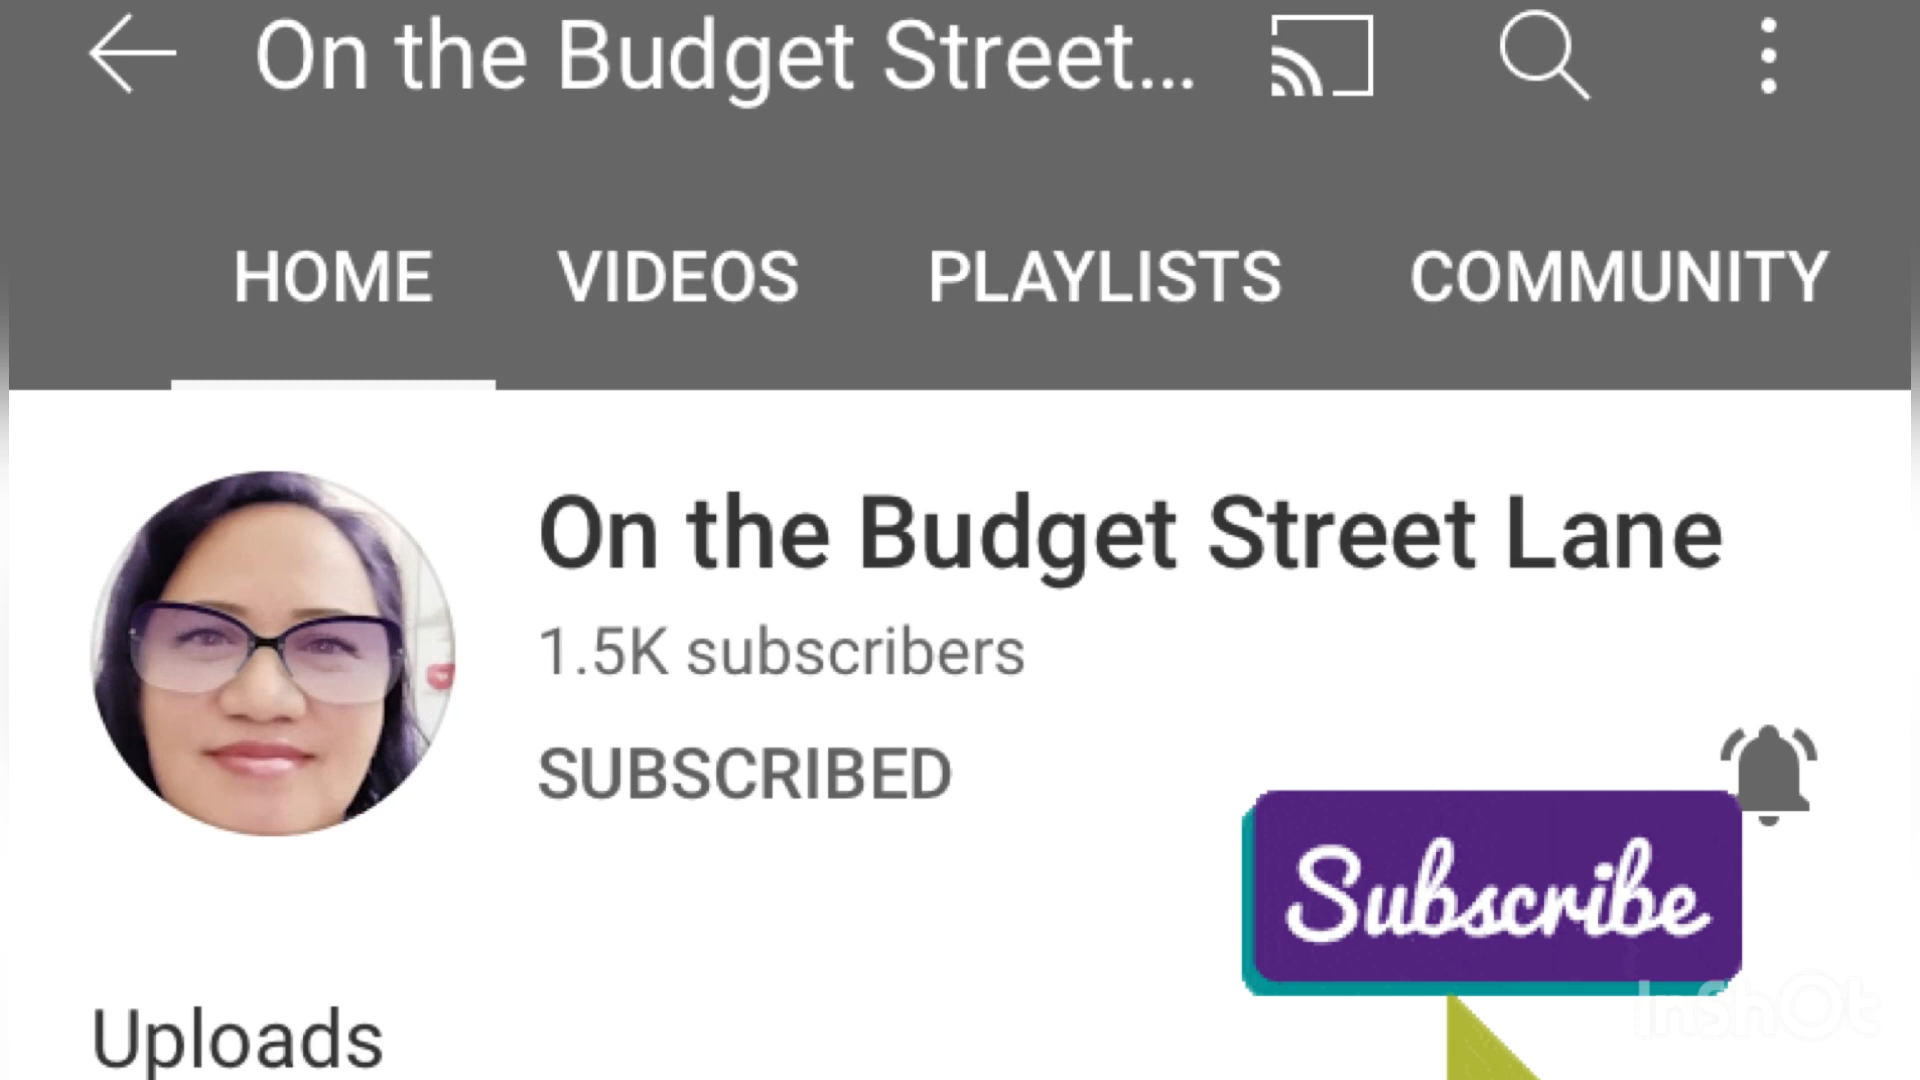 On the Budget Street...
HOME VIDEOS PLAYLISTS COMMUNITY
On the Budget Street Lane
1.5K subscribers
SUBSCRIBED
Subscribe
Uploads
InShOt